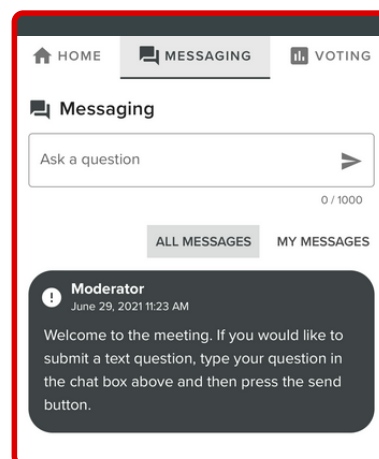 HOME MESSAGING VOTING
Messaging
Ask a question
0 / 1000
ALL MESSAGES MY MESSAGES
Moderator
June 29, 2021 11:23 AM
Welcome to the meeting. If you would like to
submit a text question, type your question in
the chat box above and then press the send
button.